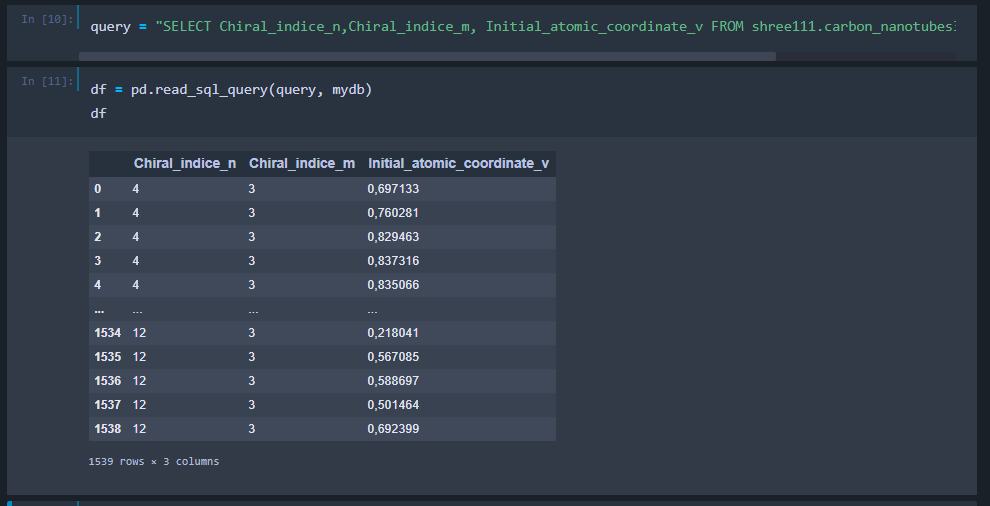 In [10]: query = "SELECT Chiral_indice_n,Chiral_indice_m, Initial_atomic_coordinate_v FROM shree111.carbon_nanotubes
In [11]: df = pd.read_sql_query(query, mydb)
df
Chiral_indice_n Chiral_indice_m Initial_atomic_coordinate_v
0 4 3 0,697133
1 4 3 0,760281
2 4 3 0,829463
3 4 3 0,837316
4 4 3 0,835066
... ... ... ...
1534 12 3 0,218041
1535 12 3 0,567085
1536 12 3 0,588697
1537 12 3 0,501464
1538 12 3 0,692399
1539 rows × 3 columns